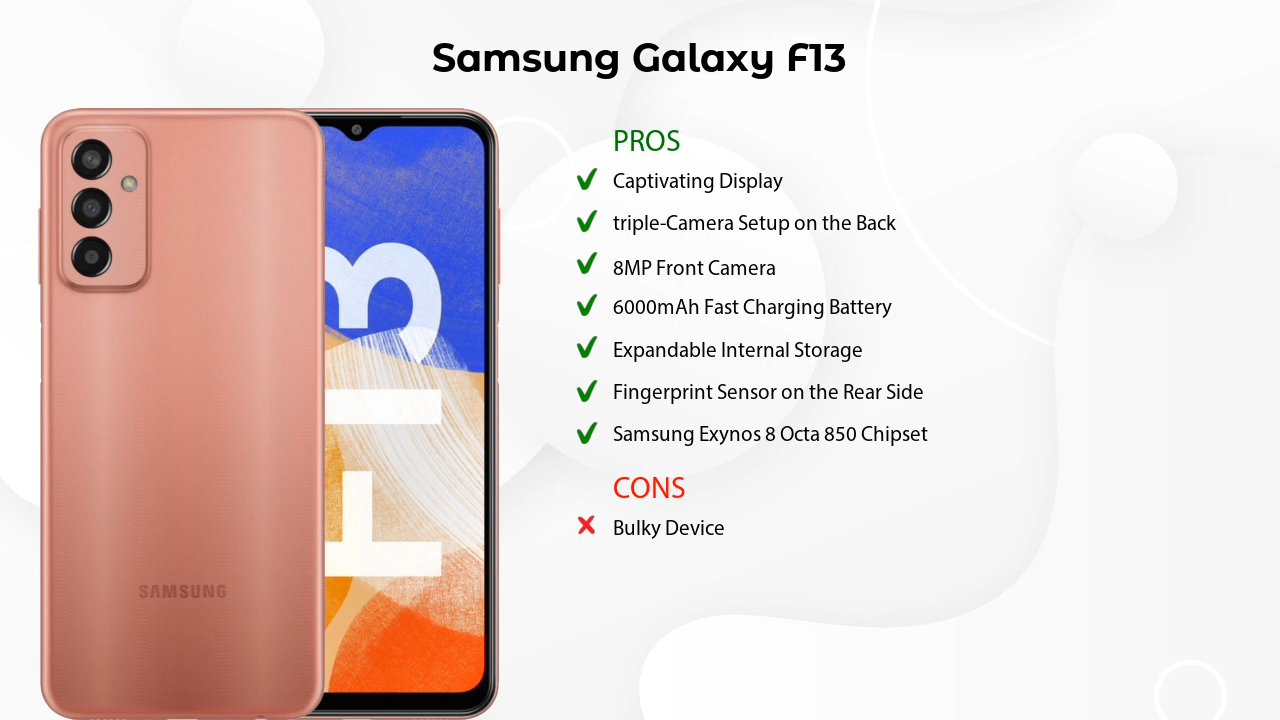 Samsung Galaxy F13
PROS
Captivating Display
triple-Camera Setup on the Back
8MP Front Camera
6000mAh Fast Charging Battery
Expandable Internal Storage
Fingerprint Sensor on the Rear Side
Samsung Exynos 8 Octa 850 Chipset
CONS
Bulky Device
SAMSUNG
F13